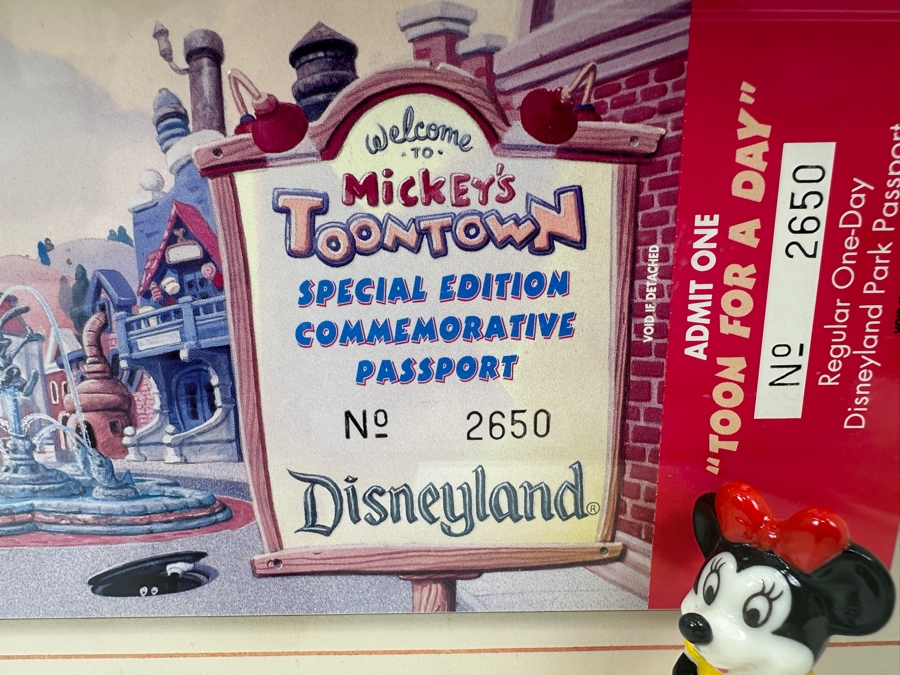 Welcome
·TO·
MICKEY'S
TOONTOWN
SPECIAL EDITION
COMMEMORATIVE
PASSPORT
Nº 2650
Disneyland®
VOID IF DETACHED
ADMIT ONE
"TOON FOR A DAY"
Nº 2650
Regular One-Day
Disneyland Park Passport